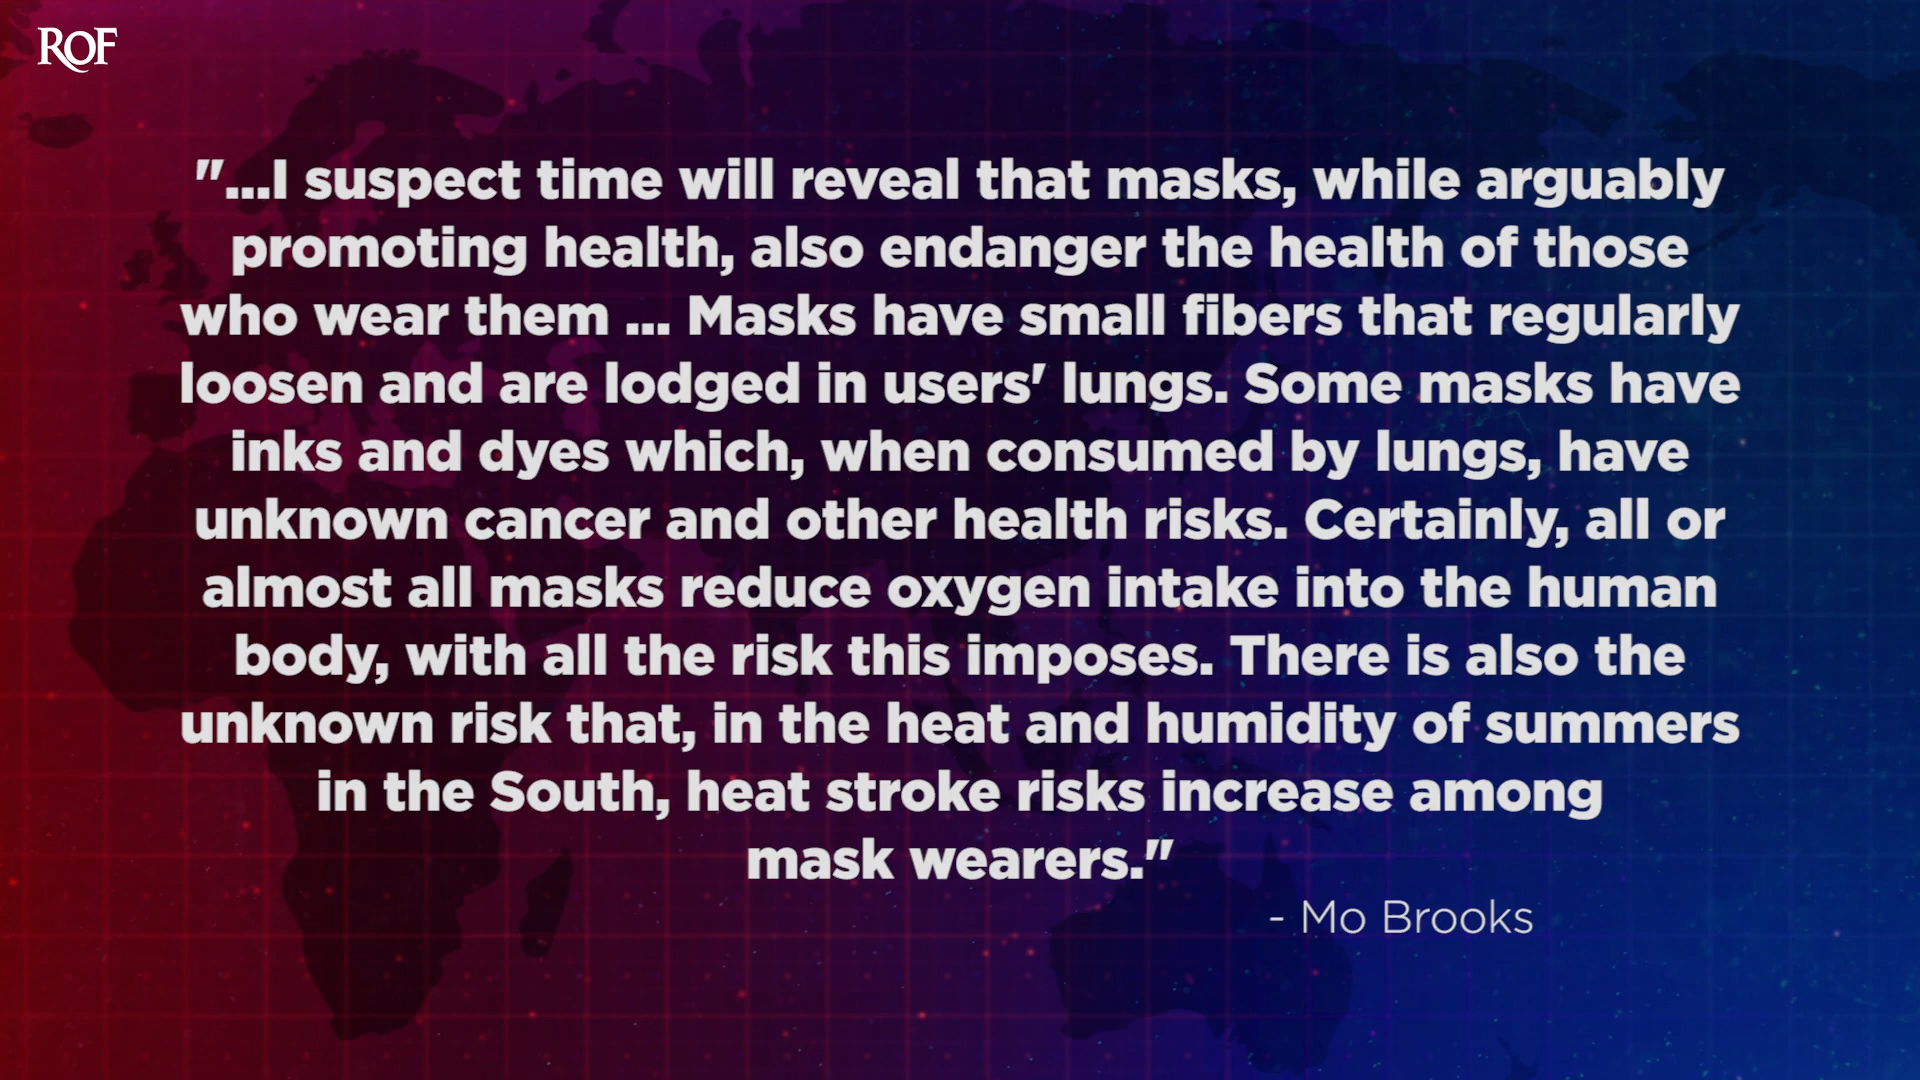 ROF
"...I suspect time will reveal that masks, while arguably
promoting health, also endanger the health of those
who wear them ... Masks have small fibers that regularly
loosen and are lodged in users' lungs. Some masks have
inks and dyes which, when consumed by lungs, have
unknown cancer and other health risks. Certainly, all or
almost all masks reduce oxygen intake into the human
body, with all the risk this imposes. There is also the
unknown risk that, in the heat and humidity of summers
in the South, heat stroke risks increase among
mask wearers."
- Mo Brooks